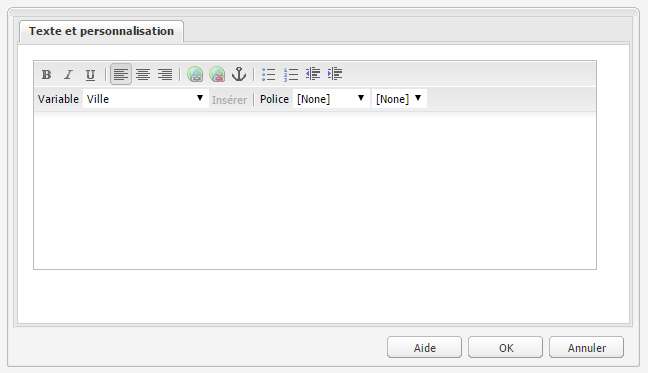 Texte et personnalisation
B I U
Variable Ville Insérer Police [None] [None]
Aide OK Annuler